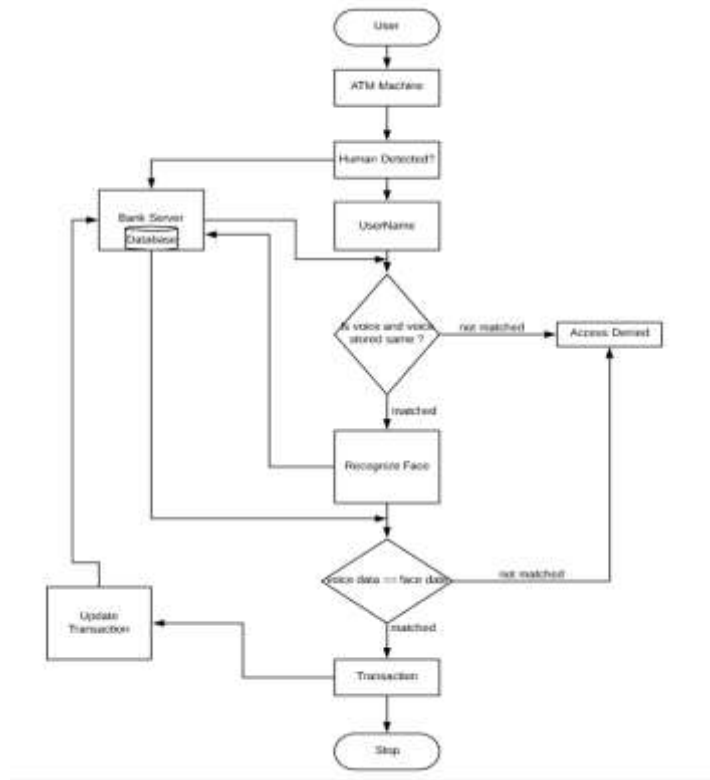 User
ATM Machine
Human Detected?
Bank Server
Database
UserName
Is voice and voice
stored same ?
not matched
Access Denied
matched
Recognize Face
voice data == face data
not matched
Update
Transaction
matched
Transaction
Stop